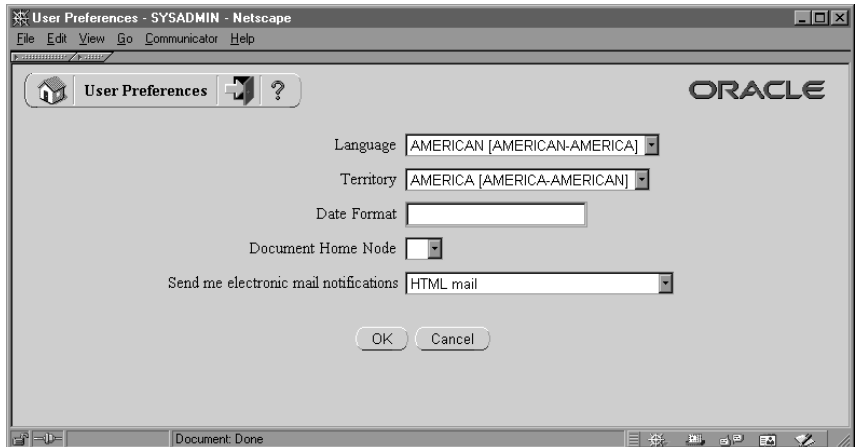 User Preferences - SYSADMIN - Netscape
File Edit View Go Communicator Help
User Preferences ?
ORACLE
Language AMERICAN [AMERICAN-AMERICA]
Territory AMERICA [AMERICA-AMERICAN]
Date Format
Document Home Node
Send me electronic mail notifications HTML mail
OK Cancel
Document: Done